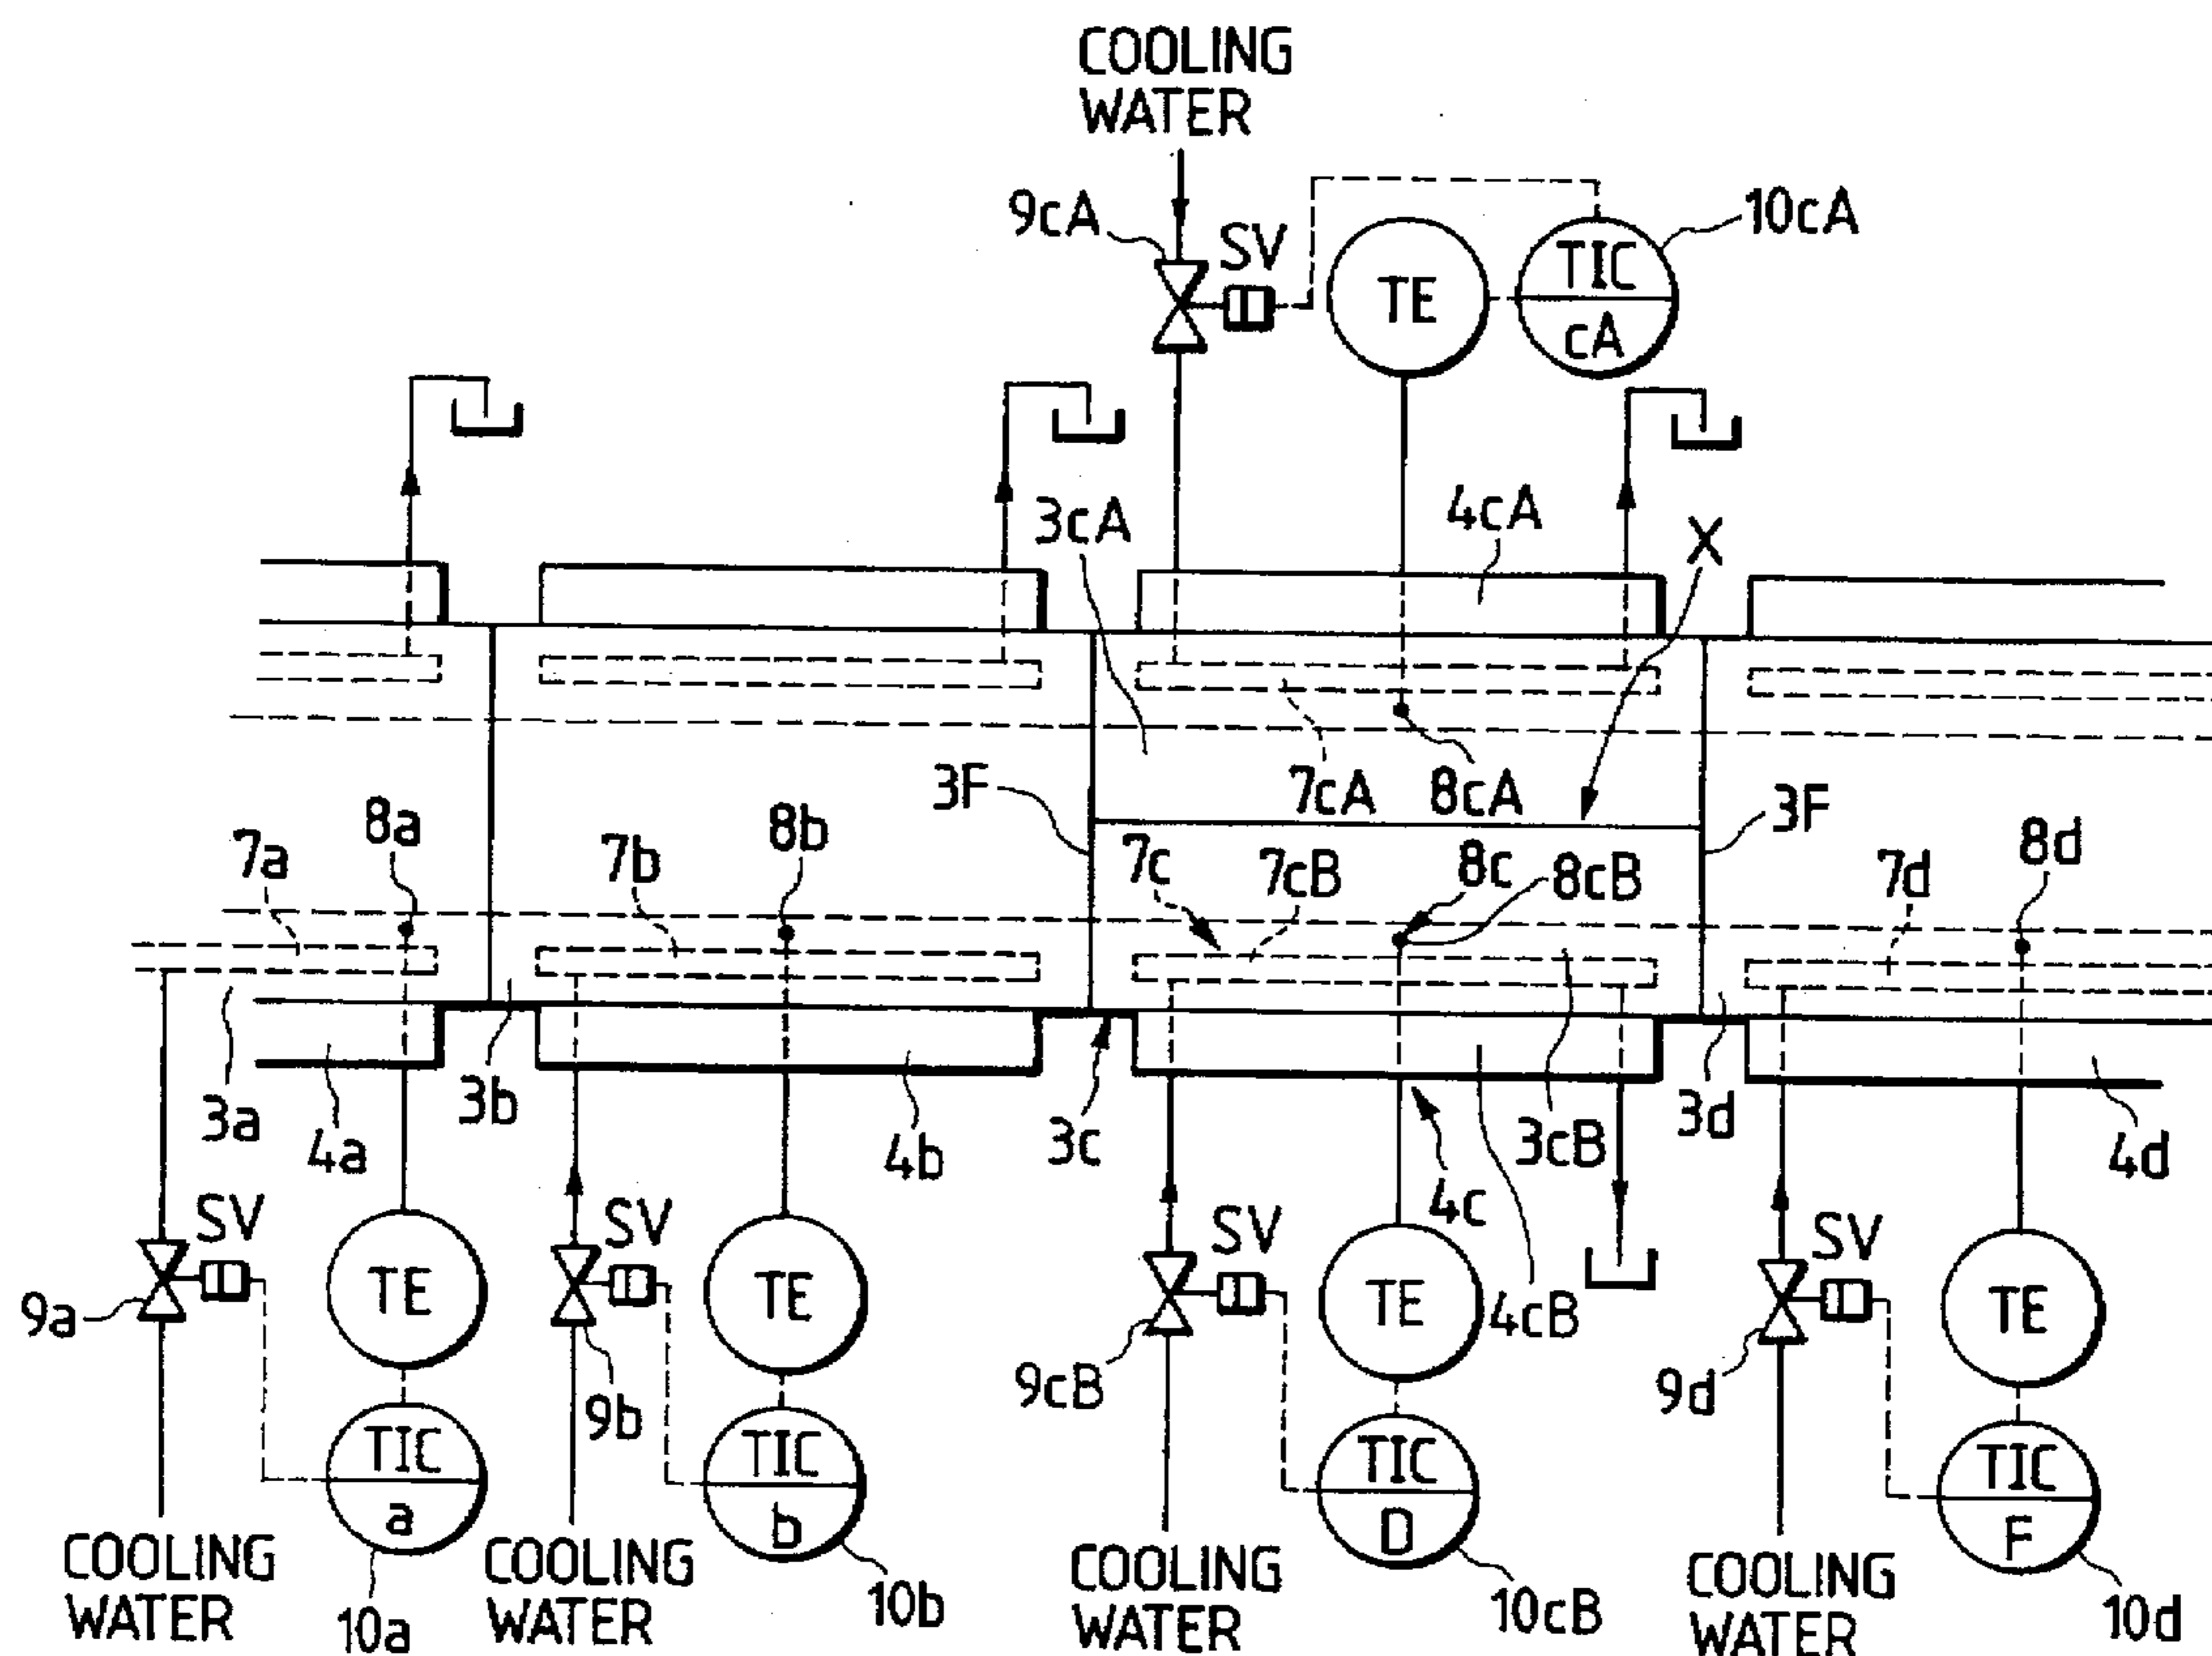 COOLING
WATER
9cA
SV
TE
TIC
cA
10cA
3cA
4cA
X
3F
7cA
8cA
3F
8a
8b
7a
7b
7c
7cB
8c
8cB
7d
8d
3a
4a
3b
4b
3c
4c
3cB
3d
4d
SV
SV
SV
SV
9a
TE
TE
TE
4cB
TE
9b
9cB
9d
TIC
a
TIC
b
TIC
D
TIC
F
COOLING
WATER
10a
COOLING
WATER
10b
COOLING
WATER
10cB
COOLING
WATER
10d